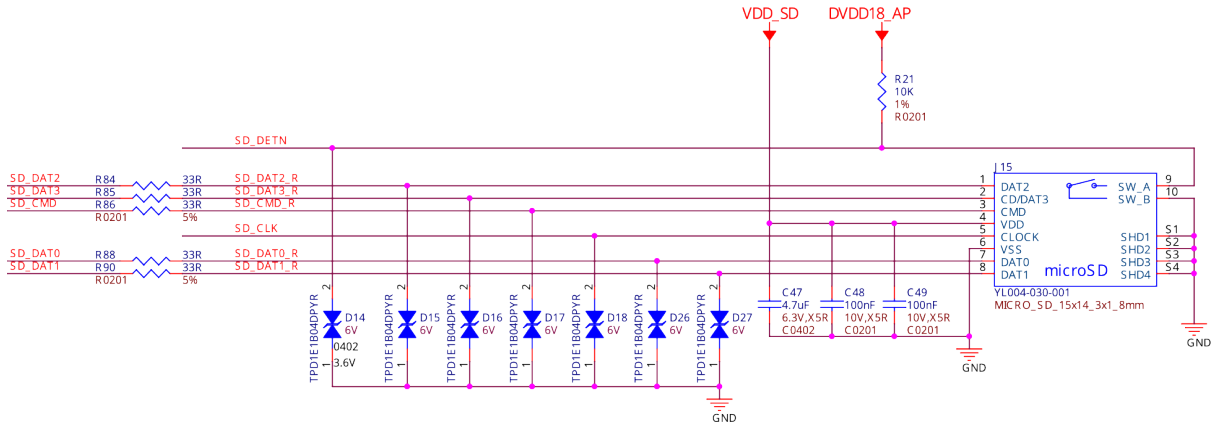 VDD_SD
DVDD18_AP
R21
10K
1%
R0201
SD_DETN
J15
SD_DAT2 R84 33R SD_DAT2_R 1 DAT2 SW_A 9
SD_DAT3 R85 33R SD_DAT3_R 2 CD/DAT3 SW_B 10
SD_CMD R86 33R SD_CMD_R 3 CMD
R0201 5%
4 VDD
SD_CLK 5 CLOCK SHD1 S1
6 VSS SHD2 S2
SD_DAT0 R88 33R SD_DAT0_R 7 DAT0 SHD3 S3
SD_DAT1 R90 33R SD_DAT1_R 8 DAT1 SHD4 S4
R0201 5%
microSD
YL004-030-001
MICRO_SD_15x14_3x1_8mm
2 2 2 2 2 2 2
TPD1E1B04DPYR
D14
6V
0402
3.6V
TPD1E1B04DPYR
D15
6V
TPD1E1B04DPYR
D16
6V
TPD1E1B04DPYR
D17
6V
TPD1E1B04DPYR
D18
6V
TPD1E1B04DPYR
D26
6V
TPD1E1B04DPYR
D27
6V
1 1 1 1 1 1 1
C47
4.7uF
6.3V,X5R
C0402
C48
100nF
10V,X5R
C0201
C49
100nF
10V,X5R
C0201
GND
GND
GND